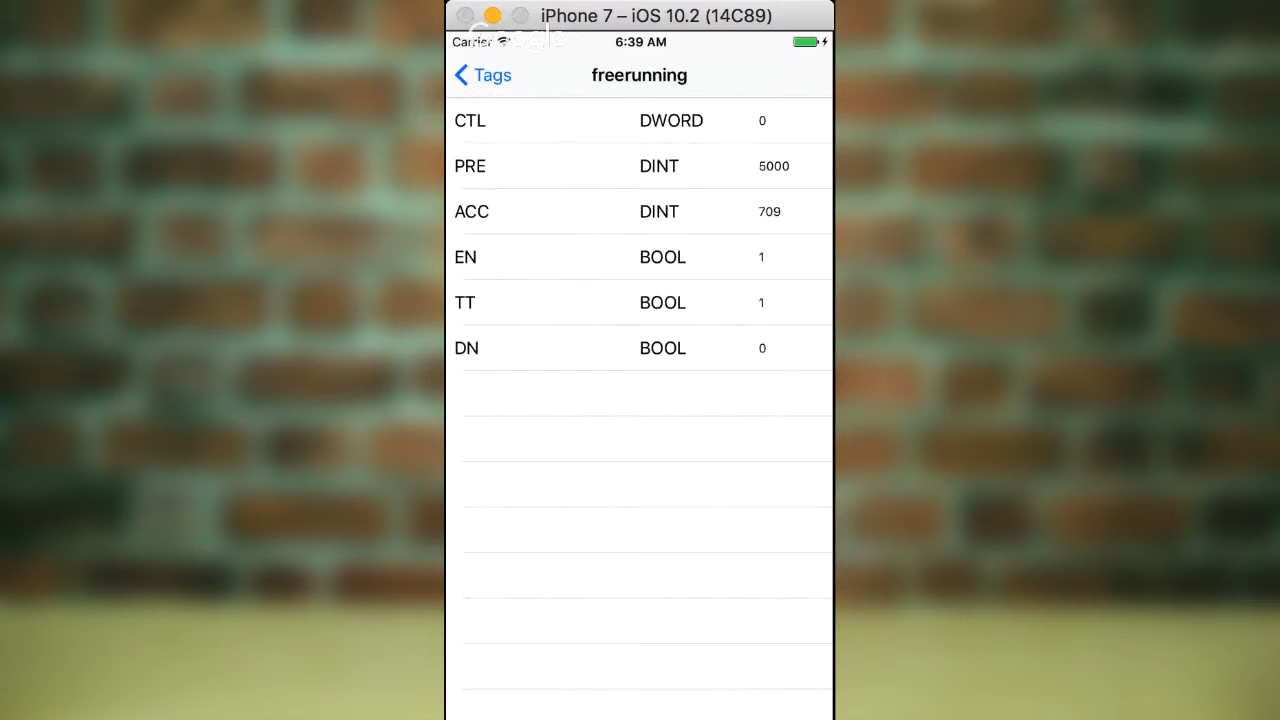 iPhone 7 – iOS 10.2 (14C89)
Google
Carrier 6:39 AM
Tags freerunning
CTL DWORD 0
PRE DINT 5000
ACC DINT 709
EN BOOL 1
TT BOOL 1
DN BOOL 0